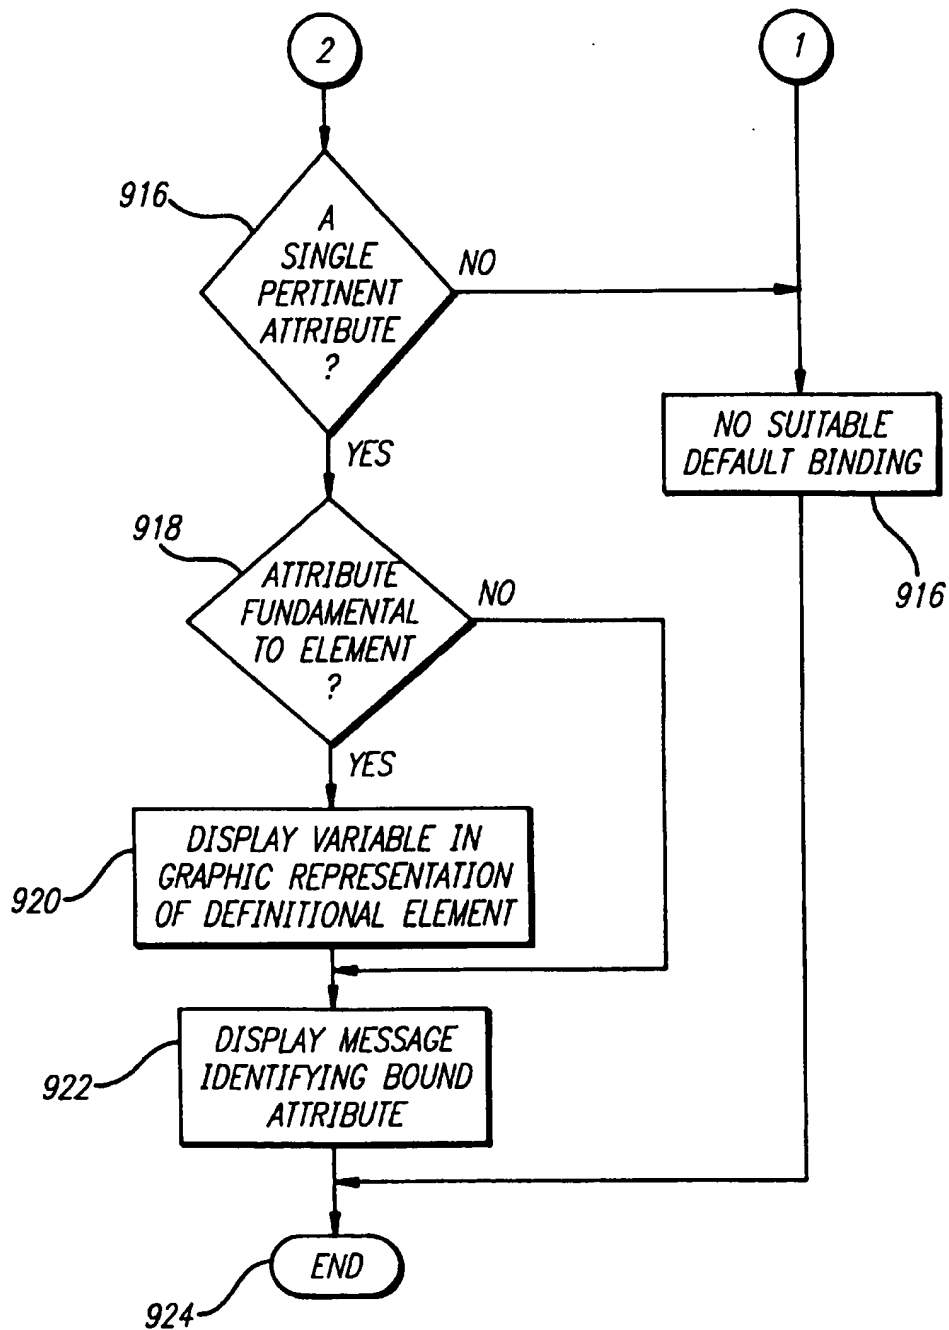 2
1
916
A
SINGLE
PERTINENT
ATTRIBUTE
?
NO
YES
NO SUITABLE
DEFAULT BINDING
916
918
ATTRIBUTE
FUNDAMENTAL
TO ELEMENT
?
NO
YES
920
DISPLAY VARIABLE IN
GRAPHIC REPRESENTATION
OF DEFINITIONAL ELEMENT
922
DISPLAY MESSAGE
IDENTIFYING BOUND
ATTRIBUTE
END
924